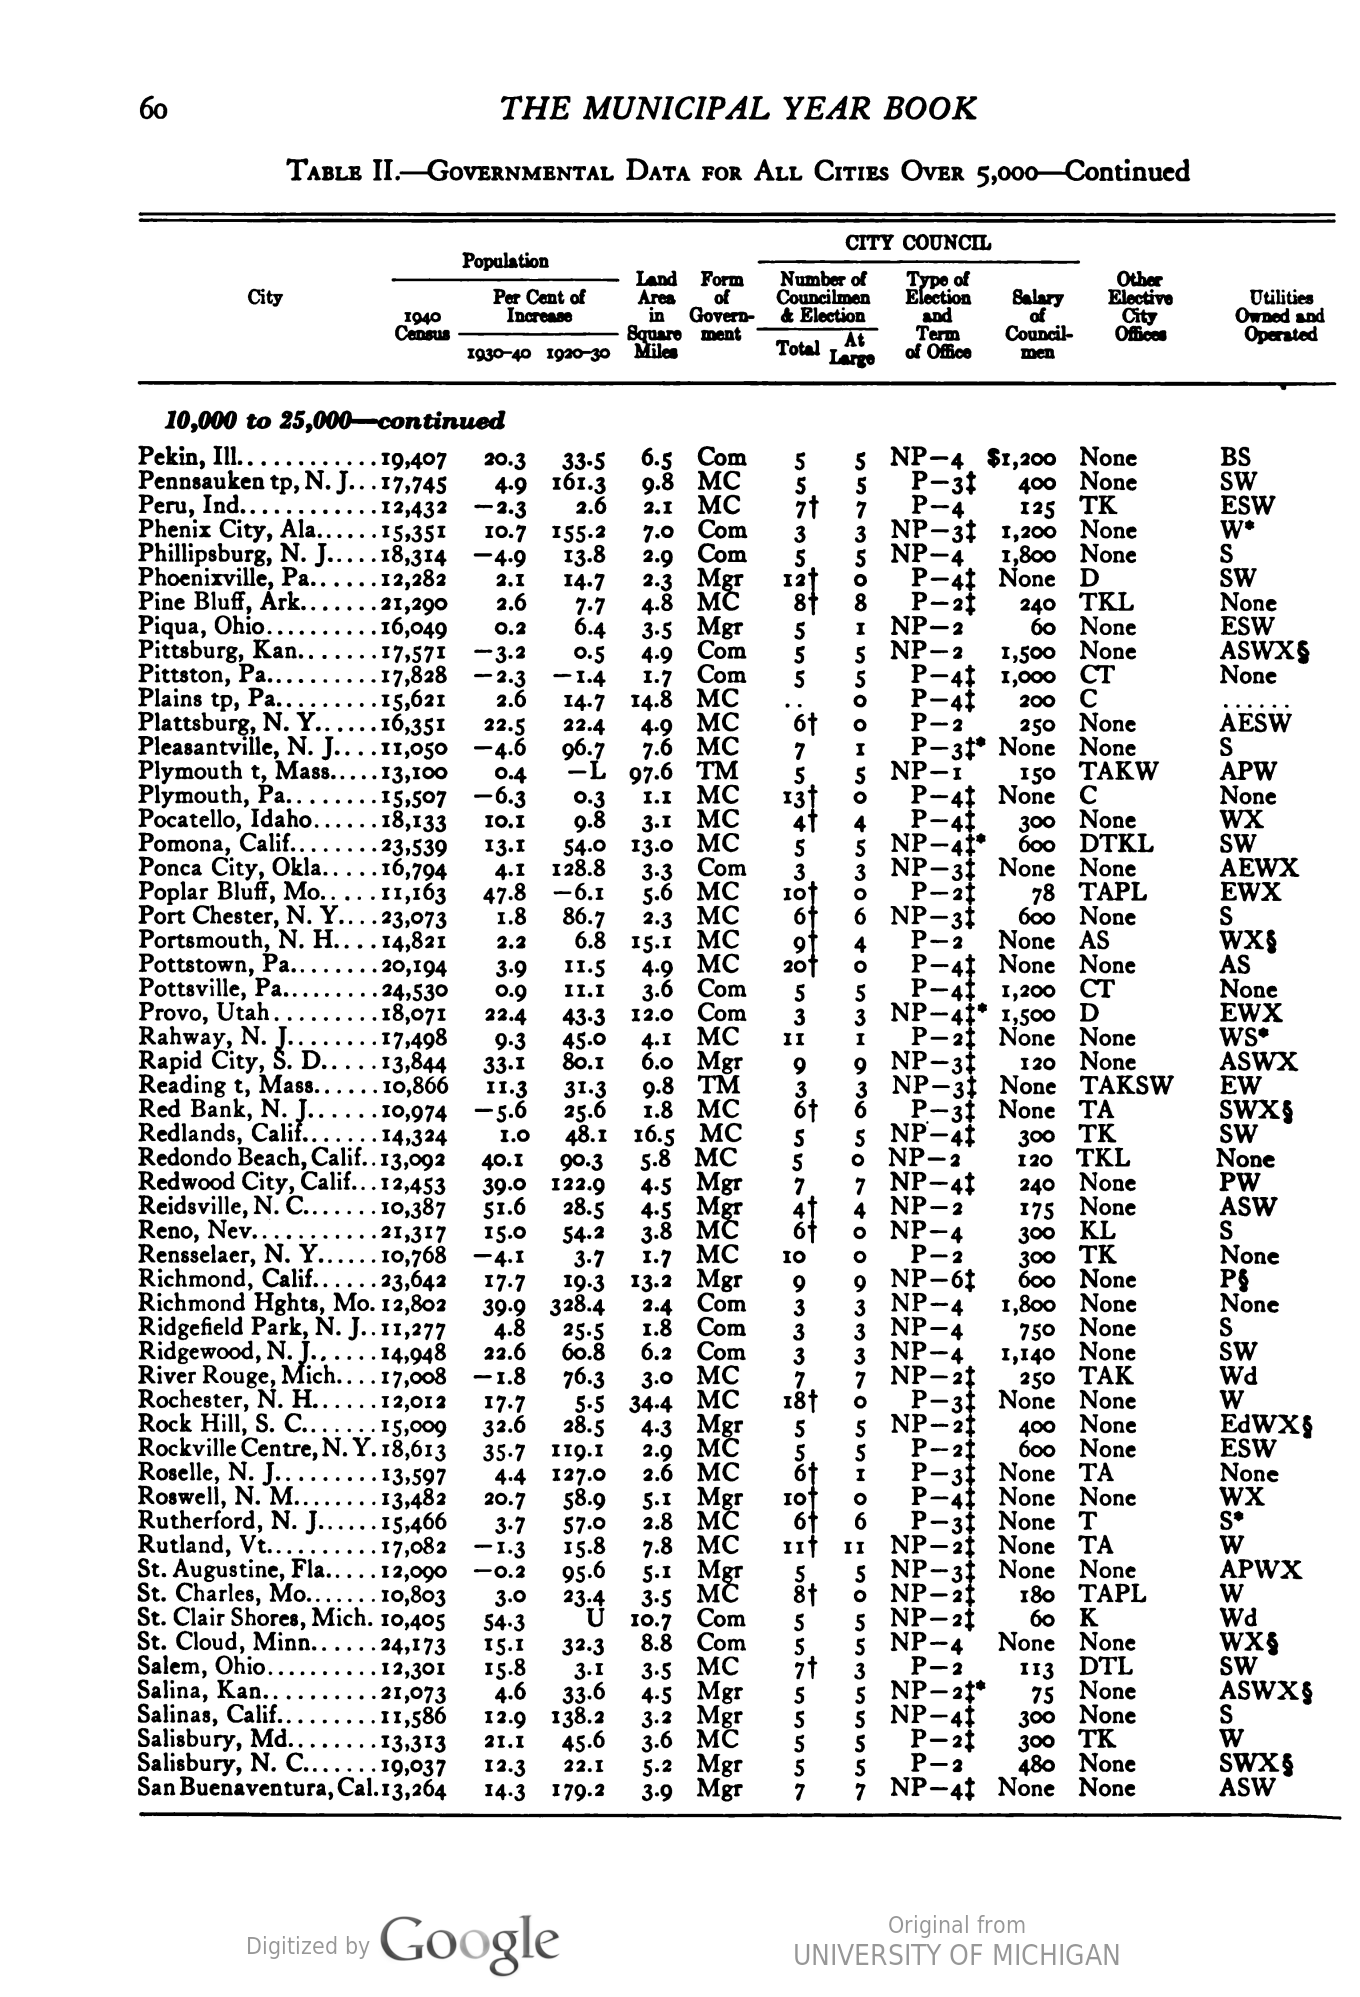 60 THE MUNICIPAL YEAR BOOK
TABLE II.—GOVERNMENTAL DATA FOR ALL CITIES OVER 5,000—Continued
CITY COUNCIL
Population
Land Form Number of Type of Other
City Per Cent of Area of Councilmen Election Salary Elective Utilities
1940 Increase in Govern- & Election and of City Owned and
Census Square ment Term Council- Offices Operated
1930-40 1920-30 Miles Total At Large of Office men
10,000 to 25,000—continued
Pekin, Ill............19,407 20.3 33.5 6.5 Com 5 5 NP-4 $1,200 None BS
Pennsauken tp, N. J...17,745 4.9 161.3 9.8 MC 5 5 P-3‡ 400 None SW
Peru, Ind............12,432 -2.3 2.6 2.1 MC 7† 7 P-4 125 TK ESW
Phenix City, Ala......15,351 10.7 155.2 7.0 Com 3 3 NP-3‡ 1,200 None W*
Phillipsburg, N. J.....18,314 -4.9 13.8 2.9 Com 5 5 NP-4 1,800 None S
Phoenixville, Pa......12,282 2.1 14.7 2.3 Mgr 12† 0 P-4‡ None D SW
Pine Bluff, Ark.......21,290 2.6 7.7 4.8 MC 8† 8 P-2‡ 240 TKL None
Piqua, Ohio..........16,049 0.2 6.4 3.5 Mgr 5 1 NP-2 60 None ESW
Pittsburg, Kan.......17,571 -3.2 0.5 4.9 Com 5 5 NP-2 1,500 None ASWX§
Pittston, Pa..........17,828 -2.3 -1.4 1.7 Com 5 5 P-4‡ 1,000 CT None
Plains tp, Pa.........15,621 2.6 14.7 14.8 MC .. 0 P-4‡ 200 C ......
Plattsburg, N. Y......16,351 22.5 22.4 4.9 MC 6† 0 P-2 250 None AESW
Pleasantville, N. J....11,050 -4.6 96.7 7.6 MC 7 1 P-3‡* None None S
Plymouth t, Mass.....13,100 0.4 -L 97.6 TM 5 5 NP-1 150 TAKW APW
Plymouth, Pa........15,507 -6.3 0.3 1.1 MC 13† 0 P-4‡ None C None
Pocatello, Idaho......18,133 10.1 9.8 3.1 MC 4† 4 P-4‡ 300 None WX
Pomona, Calif........23,539 13.1 54.0 13.0 MC 5 5 NP-4‡* 600 DTKL SW
Ponca City, Okla.....16,794 4.1 128.8 3.3 Com 3 3 NP-3‡ None None AEWX
Poplar Bluff, Mo.....11,163 47.8 -6.1 5.6 MC 10† 0 P-2‡ 78 TAPL EWX
Port Chester, N. Y....23,073 1.8 86.7 2.3 MC 6† 6 NP-3‡ 600 None S
Portsmouth, N. H....14,821 2.2 6.8 15.1 MC 9† 4 P-2 None AS WX§
Pottstown, Pa........20,194 3.9 11.5 4.9 MC 20† 0 P-4‡ None None AS
Pottsville, Pa.........24,530 0.9 11.1 3.6 Com 5 5 P-4‡ 1,200 CT None
Provo, Utah.........18,071 22.4 43.3 12.0 Com 3 3 NP-4‡* 1,500 D EWX
Rahway, N. J........17,498 9.3 45.0 4.1 MC 11 1 P-2‡ None None WS*
Rapid City, S. D.....13,844 33.1 80.1 6.0 Mgr 9 9 NP-3‡ 120 None ASWX
Reading t, Mass......10,866 11.3 31.3 9.8 TM 3 3 NP-3‡ None TAKSW EW
Red Bank, N. J......10,974 -5.6 25.6 1.8 MC 6† 6 P-3‡ None TA SWX§
Redlands, Calif.......14,324 1.0 48.1 16.5 MC 5 5 NP-4‡ 300 TK SW
Redondo Beach, Calif..13,092 40.1 90.3 5.8 MC 5 0 NP-2 120 TKL None
Redwood City, Calif...12,453 39.0 122.9 4.5 Mgr 7 7 NP-4‡ 240 None PW
Reidsville, N. C.......10,387 51.6 28.5 4.5 Mgr 4† 4 NP-2 175 None ASW
Reno, Nev...........21,317 15.0 54.2 3.8 MC 6† 0 NP-4 300 KL S
Rensselaer, N. Y......10,768 -4.1 3.7 1.7 MC 10 0 P-2 300 TK None
Richmond, Calif......23,642 17.7 19.3 13.2 Mgr 9 9 NP-6‡ 600 None P§
Richmond Hghts, Mo. 12,802 39.9 328.4 2.4 Com 3 3 NP-4 1,800 None None
Ridgefield Park, N. J..11,277 4.8 25.5 1.8 Com 3 3 NP-4 750 None S
Ridgewood, N. J.......14,948 22.6 60.8 6.2 Com 3 3 NP-4 1,140 None SW
River Rouge, Mich....17,008 -1.8 76.3 3.0 MC 7 7 NP-2‡ 250 TAK Wd
Rochester, N. H......12,012 17.7 5.5 34.4 MC 18† 0 P-3‡ None None W
Rock Hill, S. C.......15,009 32.6 28.5 4.3 Mgr 5 5 NP-2‡ 400 None EdWX§
Rockville Centre, N. Y. 18,613 35.7 119.1 2.9 MC 5 5 P-2‡ 600 None ESW
Roselle, N. J.........13,597 4.4 127.0 2.6 MC 6† 1 P-3‡ None TA None
Roswell, N. M........13,482 20.7 58.9 5.1 Mgr 10† 0 P-4‡ None None WX
Rutherford, N. J......15,466 3.7 57.0 2.8 MC 6† 6 P-3‡ None T S*
Rutland, Vt..........17,082 -1.3 15.8 7.8 MC 11† 11 NP-2‡ None TA W
St. Augustine, Fla.....12,090 -0.2 95.6 5.1 Mgr 5 5 NP-3‡ None None APWX
St. Charles, Mo.......10,803 3.0 23.4 3.5 MC 8† 0 NP-2‡ 180 TAPL W
St. Clair Shores, Mich. 10,405 54.3 U 10.7 Com 5 5 NP-2‡ 60 K Wd
St. Cloud, Minn......24,173 15.1 32.3 8.8 Com 5 5 NP-4 None None WX§
Salem, Ohio..........12,301 15.8 3.1 3.5 MC 7† 3 P-2 113 DTL SW
Salina, Kan..........21,073 4.6 33.6 4.5 Mgr 5 5 NP-2‡* 75 None ASWX§
Salinas, Calif.........11,586 12.9 138.2 3.2 Mgr 5 5 NP-4‡ 300 None S
Salisbury, Md........13,313 21.1 45.6 3.6 MC 5 5 P-2‡ 300 TK W
Salisbury, N. C.......19,037 12.3 22.1 5.2 Mgr 5 5 P-2 480 None SWX§
San Buenaventura, Cal.13,264 14.3 179.2 3.9 Mgr 7 7 NP-4‡ None None ASW
Digitized by Google
Original from
UNIVERSITY OF MICHIGAN